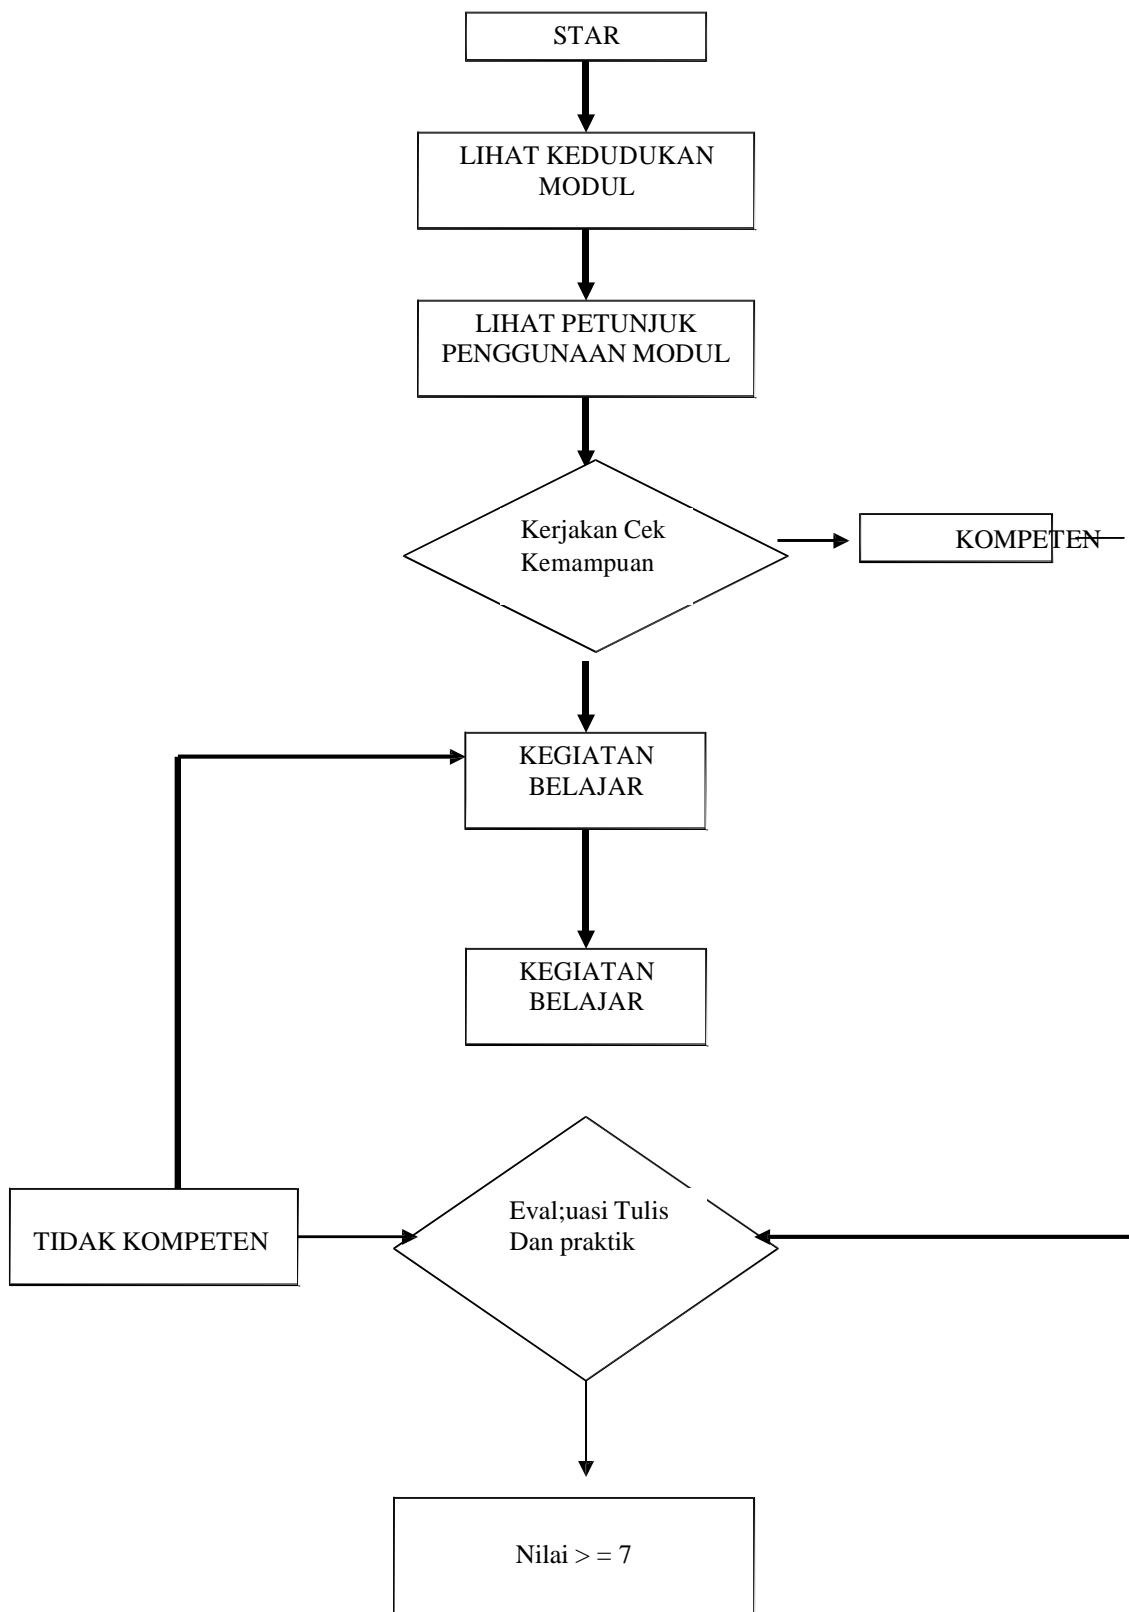 STAR
LIHAT KEDUDUKAN
MODUL
LIHAT PETUNJUK
PENGGUNAAN MODUL
Kerjakan Cek
Kemampuan
KOMPETEN
KEGIATAN
BELAJAR
KEGIATAN
BELAJAR
TIDAK KOMPETEN
Eval;uasi Tulis
Dan praktik
Nilai > = 7